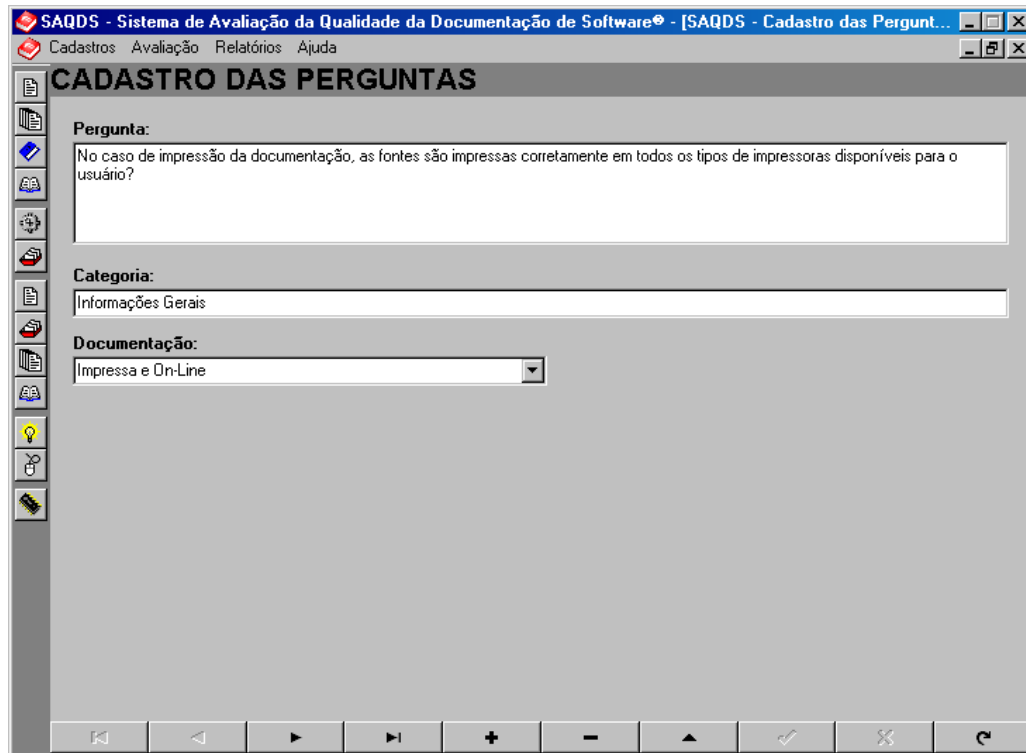 SAQDS - Sistema de Avaliação da Qualidade da Documentação de Software® - [SAQDS - Cadastro das Pergunt...
Cadastros Avaliação Relatórios Ajuda
CADASTRO DAS PERGUNTAS
Pergunta:
No caso de impressão da documentação, as fontes são impressas corretamente em todos os tipos de impressoras disponíveis para o
usuário?
Categoria:
Informações Gerais
Documentação:
Impressa e On-Line